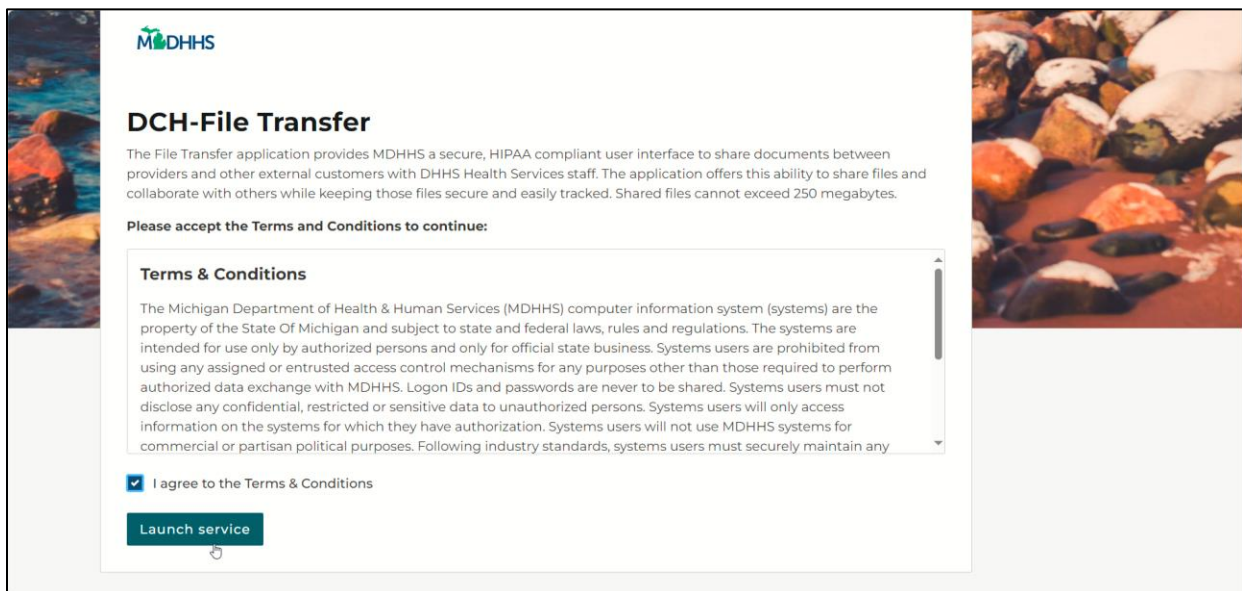 MDHHS
DCH-File Transfer
The File Transfer application provides MDHHS a secure, HIPAA compliant user interface to share documents between
providers and other external customers with DHHS Health Services staff. The application offers this ability to share files and
collaborate with others while keeping those files secure and easily tracked. Shared files cannot exceed 250 megabytes.
Please accept the Terms and Conditions to continue:
Terms & Conditions
The Michigan Department of Health & Human Services (MDHHS) computer information system (systems) are the
property of the State Of Michigan and subject to state and federal laws, rules and regulations. The systems are
intended for use only by authorized persons and only for official state business. Systems users are prohibited from
using any assigned or entrusted access control mechanisms for any purposes other than those required to perform
authorized data exchange with MDHHS. Logon IDs and passwords are never to be shared. Systems users must not
disclose any confidential, restricted or sensitive data to unauthorized persons. Systems users will only access
information on the systems for which they have authorization. Systems users will not use MDHHS systems for
commercial or partisan political purposes. Following industry standards, systems users must securely maintain any
I agree to the Terms & Conditions
Launch service